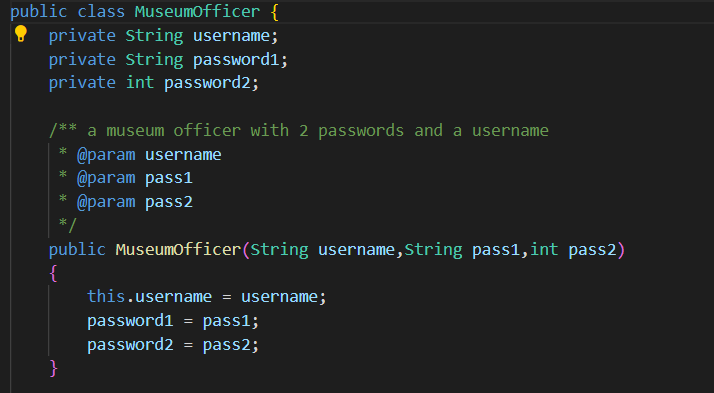 public class MuseumOfficer {
    private String username;
    private String password1;
    private int password2;

    /** a museum officer with 2 passwords and a username
     * @param username
     * @param pass1
     * @param pass2
     */
    public MuseumOfficer(String username,String pass1,int pass2)
    {
        this.username = username;
        password1 = pass1;
        password2 = pass2;
    }